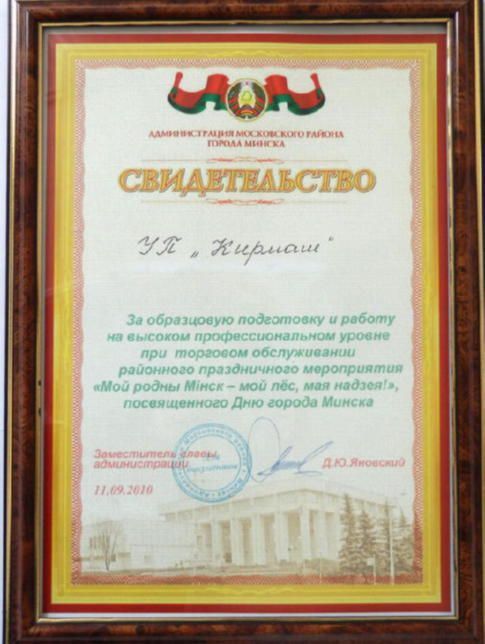 АДМИНИСТРАЦИЯ МОСКОВСКОГО РАЙОНА
ГОРОДА МИНСКА
СВИДЕТЕЛЬСТВО
УП „Кирмаш"
За образцовую подготовку и работу
на высоком профессиональном уровне
при торговом обслуживании
районного праздничного мероприятия
«Мой родны Мінск – мой лёс, мая надзея!»,
посвященного Дню города Минска
Заместитель главы
администрации
Д.Ю.Яновский
11.09.2010